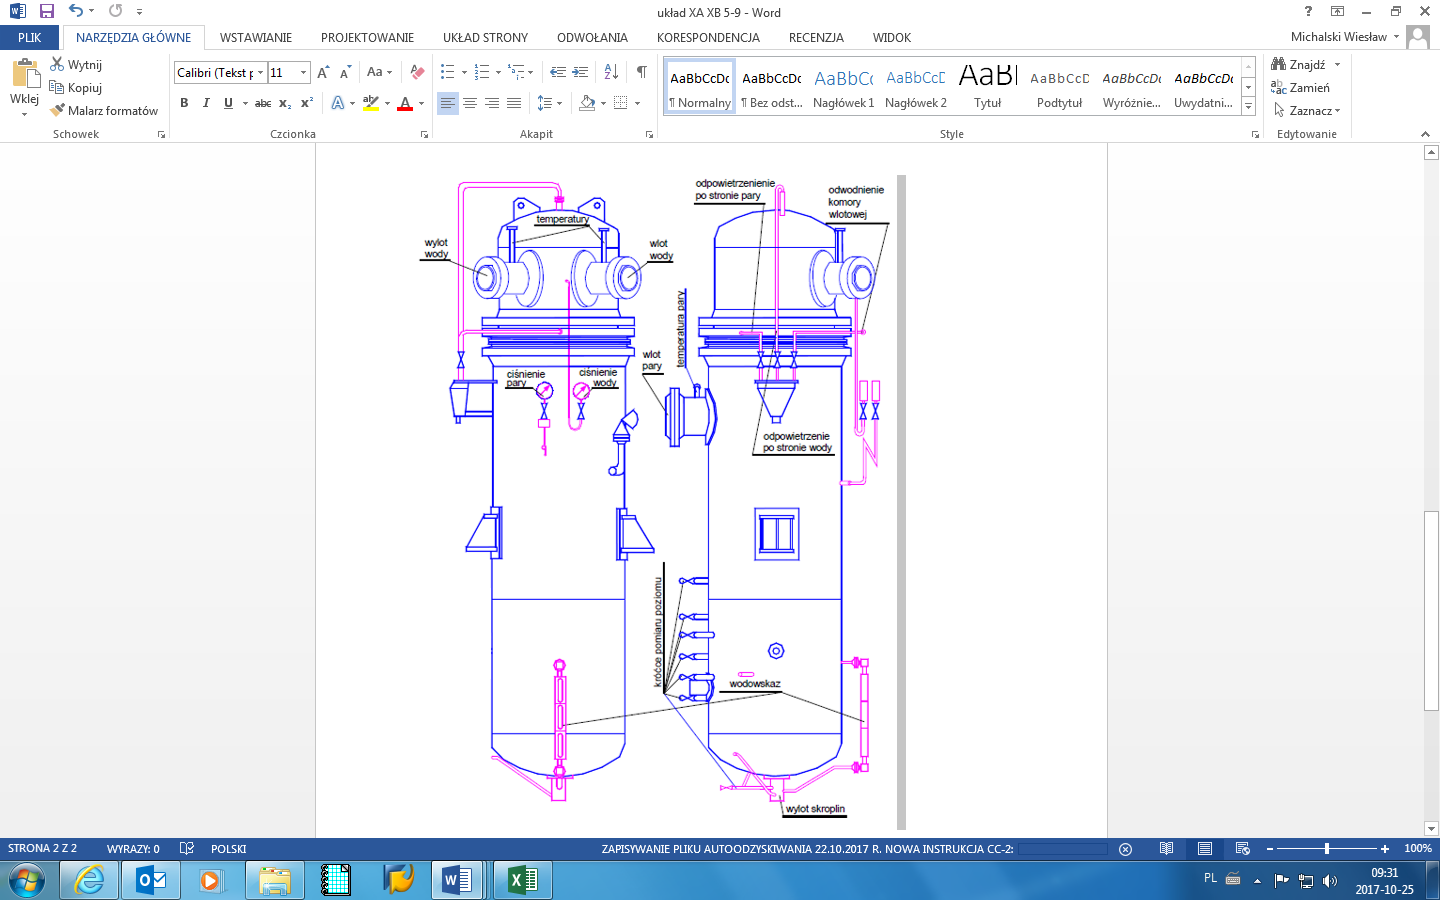 układ XA XB 5-9 - Word
PLIK
NARZĘDZIA GŁÓWNE
WSTAWIANIE
PROJEKTOWANIE
UKŁAD STRONY
ODWOŁANIA
KORESPONDENCJA
RECENZJA
WIDOK
Michalski Wiesław
Wklej
Wytnij
Kopiuj
Malarz formatów
Schowek
Calibri (Tekst p
11
Aa
B I U abc x₂ x²
Czcionka
Akapit
AaBbCcDc
AaBbCcDc
AaBbCc
AaBbCcD
AaBl
AaBbCcD
AaBbCcDc
AaBbCcDc
¶ Normalny
¶ Bez odst...
Nagłówek 1
Nagłówek 2
Tytuł
Podtytuł
Wyróżnie...
Uwydatni...
Style
Znajdź
Zamień
Zaznacz
Edytowanie
odpowietrzenienie
po stronie pary
odwodnienie
komory
wlotowej
temperatury
wylot
wody
wlot
wody
temperatura pary
wlot
pary
ciśnienie
pary
ciśnienie
wody
odpowietrzenie
po stronie wody
króćce pomiaru poziomu
wodowskaz
wylot skroplin
STRONA 2 Z 2
WYRAZY: 0
POLSKI
ZAPISYWANIE PLIKU AUTOODZYSKIWANIA 22.10.2017 R. NOWA INSTRUKCJA CC-2:
100%
PL
09:31
2017-10-25